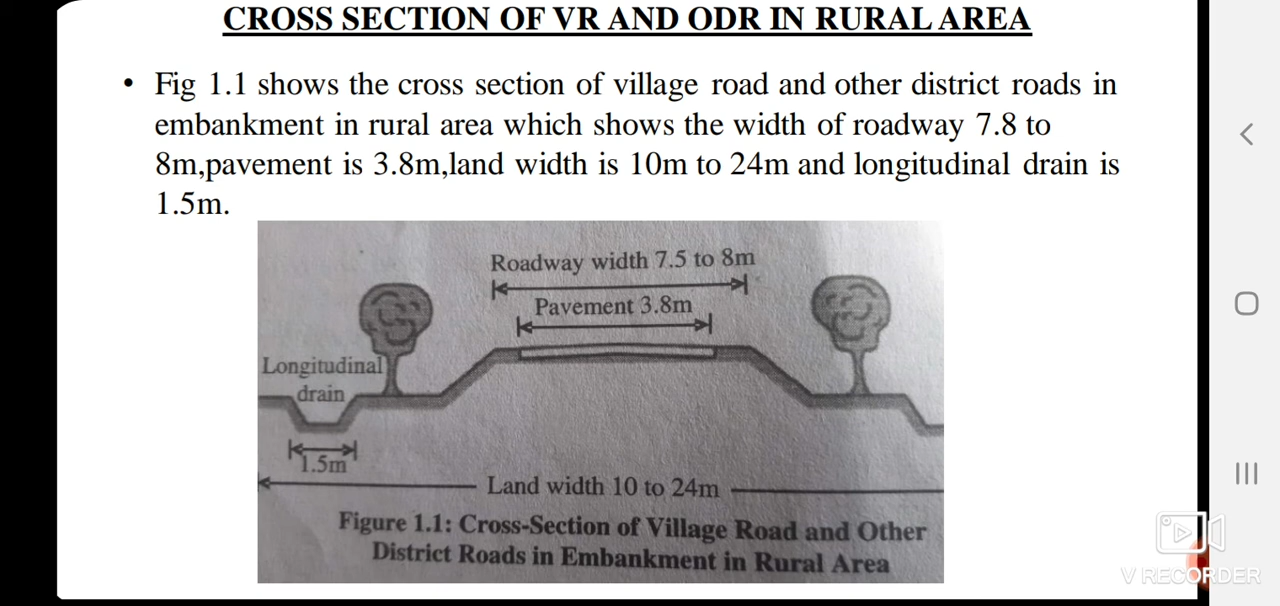 CROSS SECTION OF VR AND ODR IN RURAL AREA
• Fig 1.1 shows the cross section of village road and other district roads in
embankment in rural area which shows the width of roadway 7.8 to
8m,pavement is 3.8m,land width is 10m to 24m and longitudinal drain is
1.5m.
Roadway width 7.5 to 8m
Pavement 3.8m
Longitudinal
drain
1.5m
Land width 10 to 24m
Figure 1.1: Cross-Section of Village Road and Other
District Roads in Embankment in Rural Area
V RECORDER